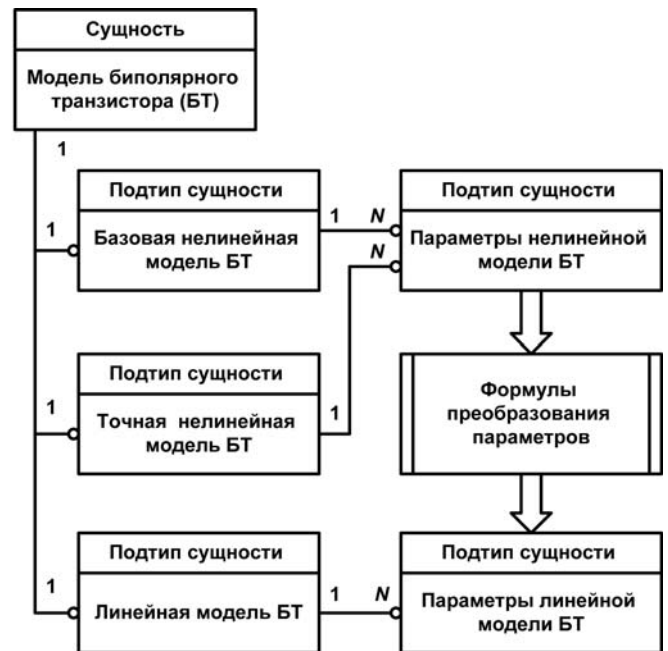 Сущность
Модель биполярного
транзистора (БТ)
1
Подтип сущности
1
Базовая нелинейная
модель БТ
1
N
Подтип сущности
Параметры нелинейной
модели БТ
N
Подтип сущности
1
Точная нелинейная
модель БТ
1
Формулы
преобразования
параметров
Подтип сущности
1
Линейная модель БТ
1
N
Подтип сущности
Параметры линейной
модели БТ